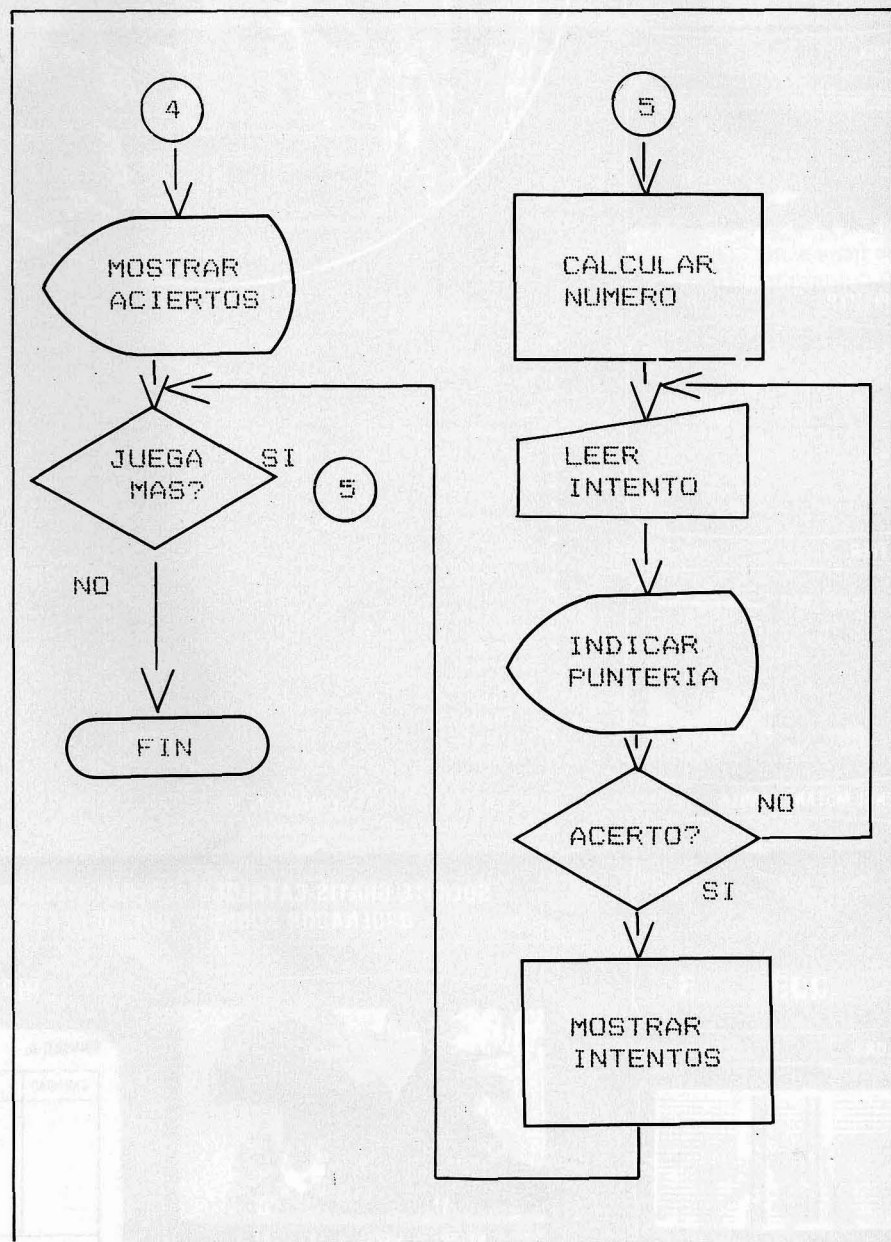 4
MOSTRAR
ACIERTOS
JUEGA
MAS?
SI
5
NO
FIN
5
CALCULAR
NUMERO
LEER
INTENTO
INDICAR
PUNTERIA
NO
ACERTO?
SI
MOSTRAR
INTENTOS